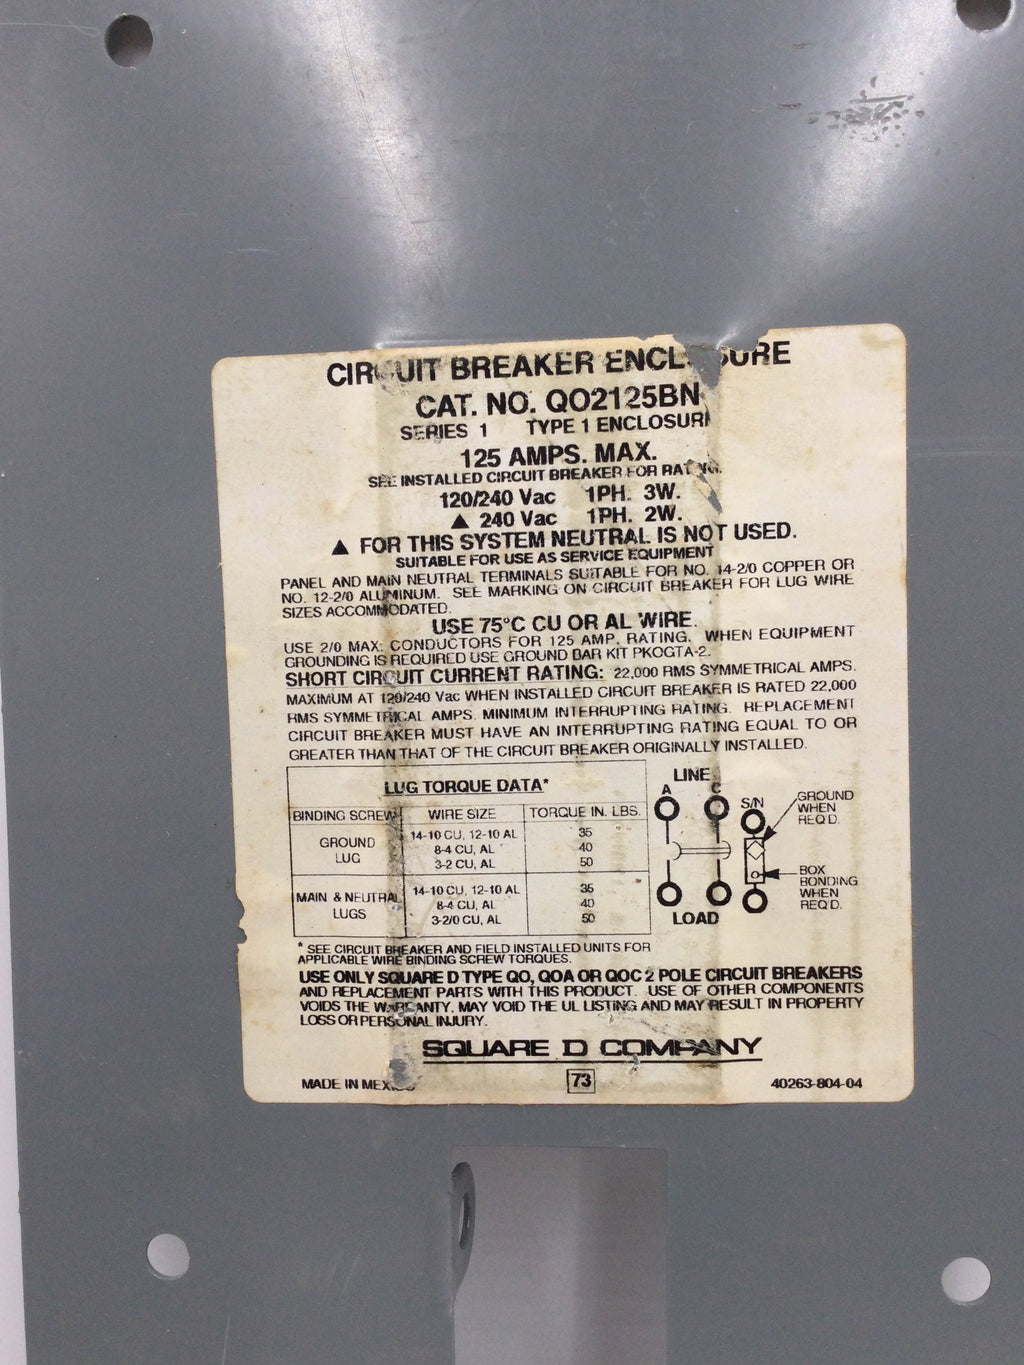 CIRCUIT BREAKER ENCLOSURE
CAT. NO. QO2125BN
SERIES 1 TYPE 1 ENCLOSURE
125 AMPS. MAX.
SEE INSTALLED CIRCUIT BREAKER FOR RATING.
120/240 Vac 1PH. 3W.
▲ 240 Vac 1PH. 2W.
▲ FOR THIS SYSTEM NEUTRAL IS NOT USED.
SUITABLE FOR USE AS SERVICE EQUIPMENT
PANEL AND MAIN NEUTRAL TERMINALS SUITABLE FOR NO. 14-2/0 COPPER OR
NO. 12-2/0 ALUMINUM. SEE MARKING ON CIRCUIT BREAKER FOR LUG WIRE
SIZES ACCOMMODATED.
USE 75°C CU OR AL WIRE.
USE 2/0 MAX. CONDUCTORS FOR 125 AMP. RATING. WHEN EQUIPMENT
GROUNDING IS REQUIRED USE GROUND BAR KIT PKOGTA-2.
SHORT CIRCUIT CURRENT RATING: 22,000 RMS SYMMETRICAL AMPS.
MAXIMUM AT 120/240 Vac WHEN INSTALLED CIRCUIT BREAKER IS RATED 22,000
RMS SYMMETRICAL AMPS. MINIMUM INTERRUPTING RATING. REPLACEMENT
CIRCUIT BREAKER MUST HAVE AN INTERRUPTING RATING EQUAL TO OR
GREATER THAN THAT OF THE CIRCUIT BREAKER ORIGINALLY INSTALLED.
LUG TORQUE DATA*
BINDING SCREW WIRE SIZE TORQUE IN. LBS.
GROUND LUG
14-10 CU, 12-10 AL 35
8-4 CU, AL 40
3-2 CU, AL 50
MAIN & NEUTRAL LUGS
14-10 CU, 12-10 AL 35
8-4 CU, AL 40
3-2/0 CU, AL 50
LINE
A C
S/N
GROUND
WHEN
REQ'D.
BOX
BONDING
WHEN
REQ'D.
LOAD
* SEE CIRCUIT BREAKER AND FIELD INSTALLED UNITS FOR
APPLICABLE WIRE BINDING SCREW TORQUES.
USE ONLY SQUARE D TYPE QO, QOA OR QOC 2 POLE CIRCUIT BREAKERS
AND REPLACEMENT PARTS WITH THIS PRODUCT. USE OF OTHER COMPONENTS
VOIDS THE WARRANTY, MAY VOID THE UL LISTING AND MAY RESULT IN PROPERTY
LOSS OR PERSONAL INJURY.
SQUARE D COMPANY
MADE IN MEXICO 73 40263-804-04